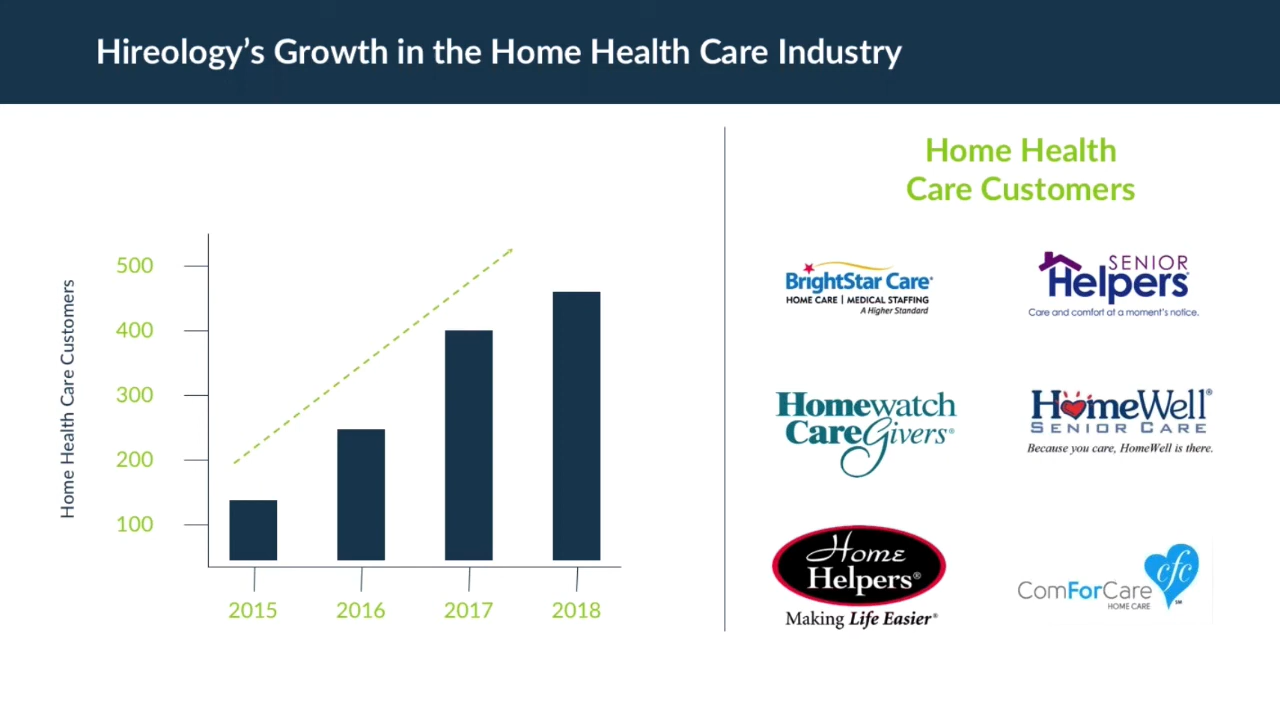 Hireology’s Growth in the Home Health Care Industry
Home Health Care Customers
500
400
300
200
100
2015
2016
2017
2018
Home Health
Care Customers
BrightStar Care®
HOME CARE | MEDICAL STAFFING
A Higher Standard
SENIOR
Helpers®
Care and comfort at a moment’s notice.
Homewatch
CareGivers®
HomeWell®
SENIOR CARE
Because you care, HomeWell is there.
Home
Helpers®
Making Life Easier®
cfc
ComForCare
HOME CARE
℠